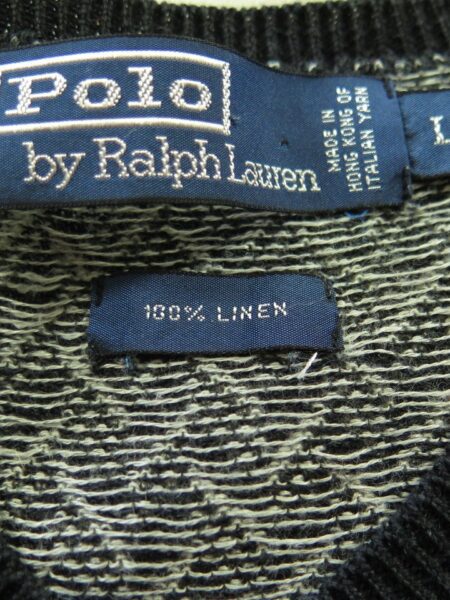 Polo
by Ralph Lauren
MADE IN
HONG KONG OF
ITALIAN YARN
L
100% LINEN